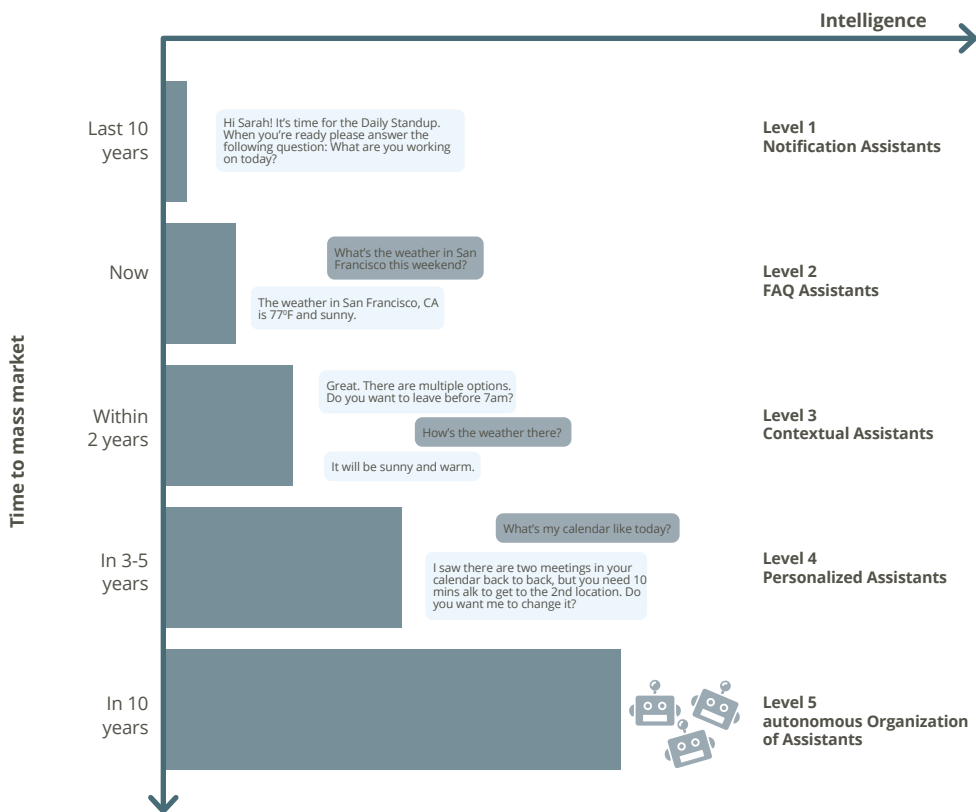 Intelligence
Time to mass market
Last 10
years
Hi Sarah! It's time for the Daily Standup.
When you're ready please answer the
following question: What are you working
on today?
Level 1
Notification Assistants
Now
What's the weather in San
Francisco this weekend?
The weather in San Francisco, CA
is 77ºF and sunny.
Level 2
FAQ Assistants
Within
2 years
Great. There are multiple options.
Do you want to leave before 7am?
How's the weather there?
It will be sunny and warm.
Level 3
Contextual Assistants
In 3-5
years
What's my calendar like today?
I saw there are two meetings in your
calendar back to back, but you need 10
mins alk to get to the 2nd location. Do
you want me to change it?
Level 4
Personalized Assistants
In 10
years
Level 5
autonomous Organization
of Assistants